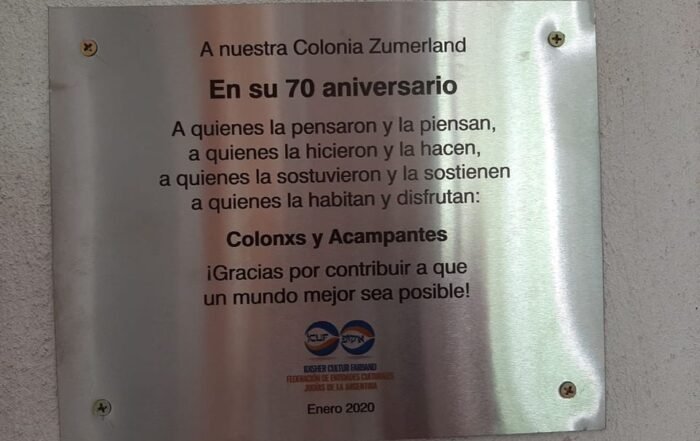 A nuestra Colonia Zumerland
En su 70 aniversario
A quienes la pensaron y la piensan,
a quienes la hicieron y la hacen,
a quienes la sostuvieron y la sostienen
a quienes la habitan y disfrutan:
Colonxs y Acampantes
¡Gracias por contribuir a que
un mundo mejor sea posible!
ICUF איקוף
IDISHER CULTUR FARBAND
FEDERACIÓN DE ENTIDADES CULTURALES
JUDÍAS DE LA ARGENTINA
Enero 2020